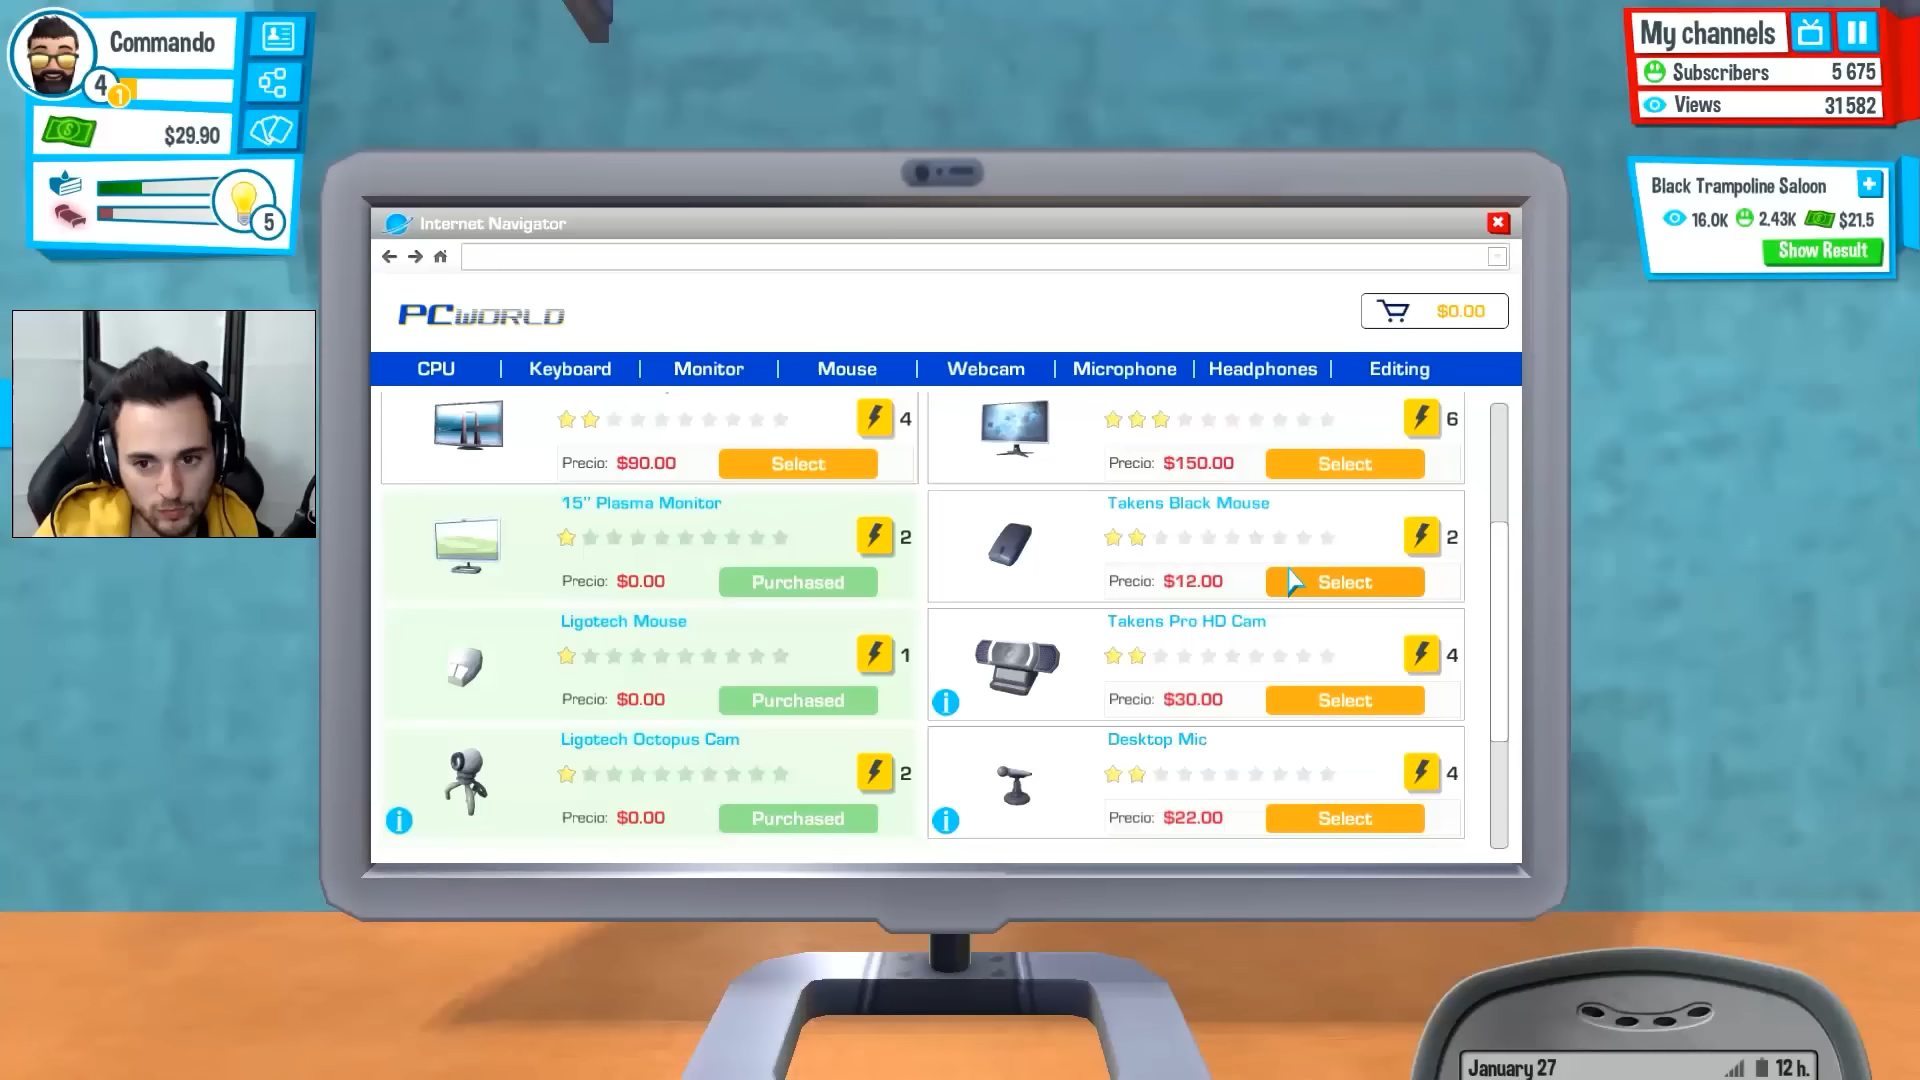 Commando
4
1
$29.90
5
My channels
Subscribers 5 675
Views 31582
Black Trampoline Saloon
16.0K 2.43K $21.5
Show Result
Internet Navigator
PCWORLD
$0.00
CPU | Keyboard | Monitor | Mouse | Webcam | Microphone | Headphones | Editing
4
Precio: $90.00 Select
6
Precio: $150.00 Select
15" Plasma Monitor
2
Precio: $0.00 Purchased
Takens Black Mouse
2
Precio: $12.00 Select
Ligotech Mouse
1
Precio: $0.00 Purchased
Takens Pro HD Cam
4
Precio: $30.00 Select
Ligotech Octopus Cam
2
Precio: $0.00 Purchased
Desktop Mic
4
Precio: $22.00 Select
January 27 12 h.